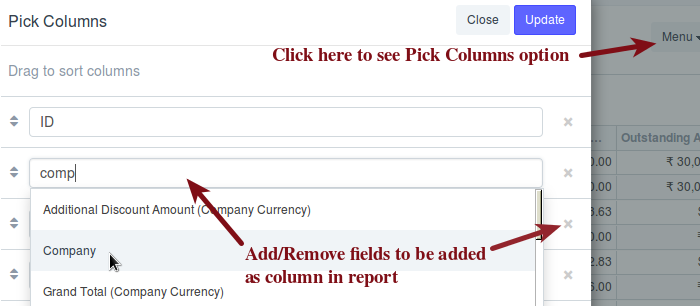 Pick Columns
Close
Update
Menu
Click here to see Pick Columns option
Drag to sort columns
Outstanding A
ID
0.00
₹ 30,0
comp
0.00
₹ 30,0
Additional Discount Amount (Company Currency)
3.63
Company
Add/Remove fields to be added
as column in report
0.00
2.83
Grand Total (Company Currency)
6.00